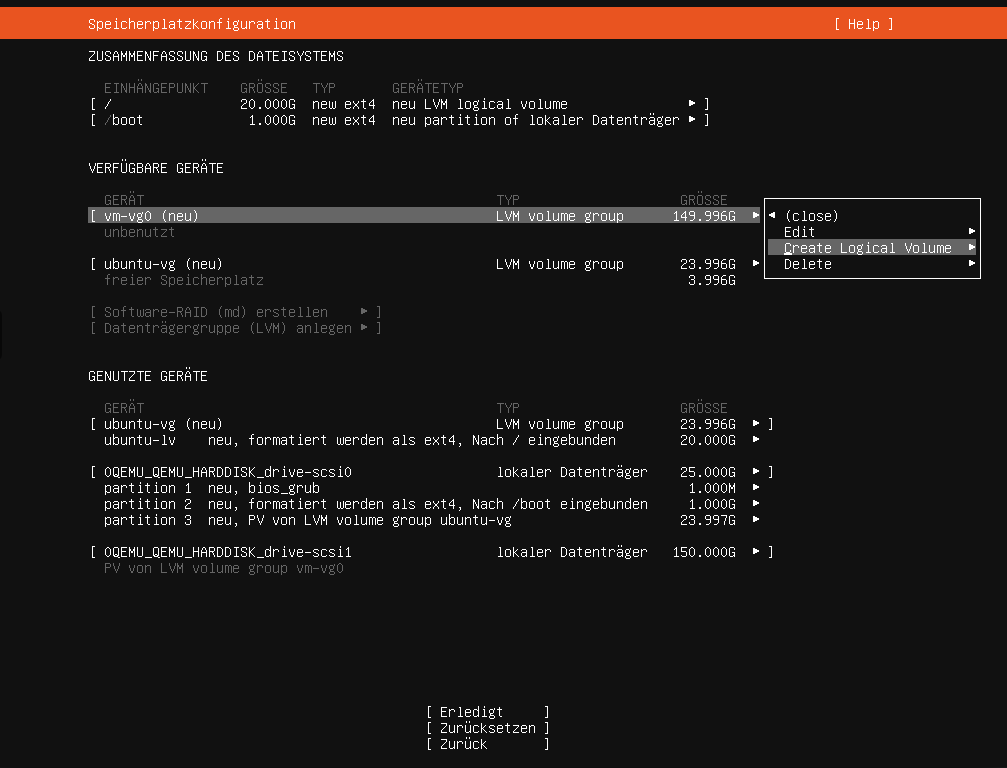 Speicherplatzkonfiguration [ Help ]
ZUSAMMENFASSUNG DES DATEISYSTEMS
EINHÄNGEPUNKT GRÖSSE TYP GERÄTETYP
[ / 20.000G new ext4 neu LVM logical volume ▸ ]
[ /boot 1.000G new ext4 neu partition of lokaler Datenträger ▸ ]
VERFÜGBARE GERÄTE
GERÄT TYP GRÖSSE
[ vm-vg0 (neu) LVM volume group 149.996G ▸
unbenutzt
[ ubuntu-vg (neu) LVM volume group 23.996G ▸
freier Speicherplatz 3.996G
◂ (close)
Edit ▸
Create Logical Volume ▸
Delete ▸
[ Software-RAID (md) erstellen ▸ ]
[ Datenträgergruppe (LVM) anlegen ▸ ]
GENUTZTE GERÄTE
GERÄT TYP GRÖSSE
[ ubuntu-vg (neu) LVM volume group 23.996G ▸ ]
ubuntu-lv neu, formatiert werden als ext4, Nach / eingebunden 20.000G ▸
[ 0QEMU_QEMU_HARDDISK_drive-scsi0 lokaler Datenträger 25.000G ▸ ]
partition 1 neu, bios_grub 1.000M ▸
partition 2 neu, formatiert werden als ext4, Nach /boot eingebunden 1.000G ▸
partition 3 neu, PV von LVM volume group ubuntu-vg 23.997G ▸
[ 0QEMU_QEMU_HARDDISK_drive-scsi1 lokaler Datenträger 150.000G ▸ ]
PV von LVM volume group vm-vg0
[ Erledigt ]
[ Zurücksetzen ]
[ Zurück ]